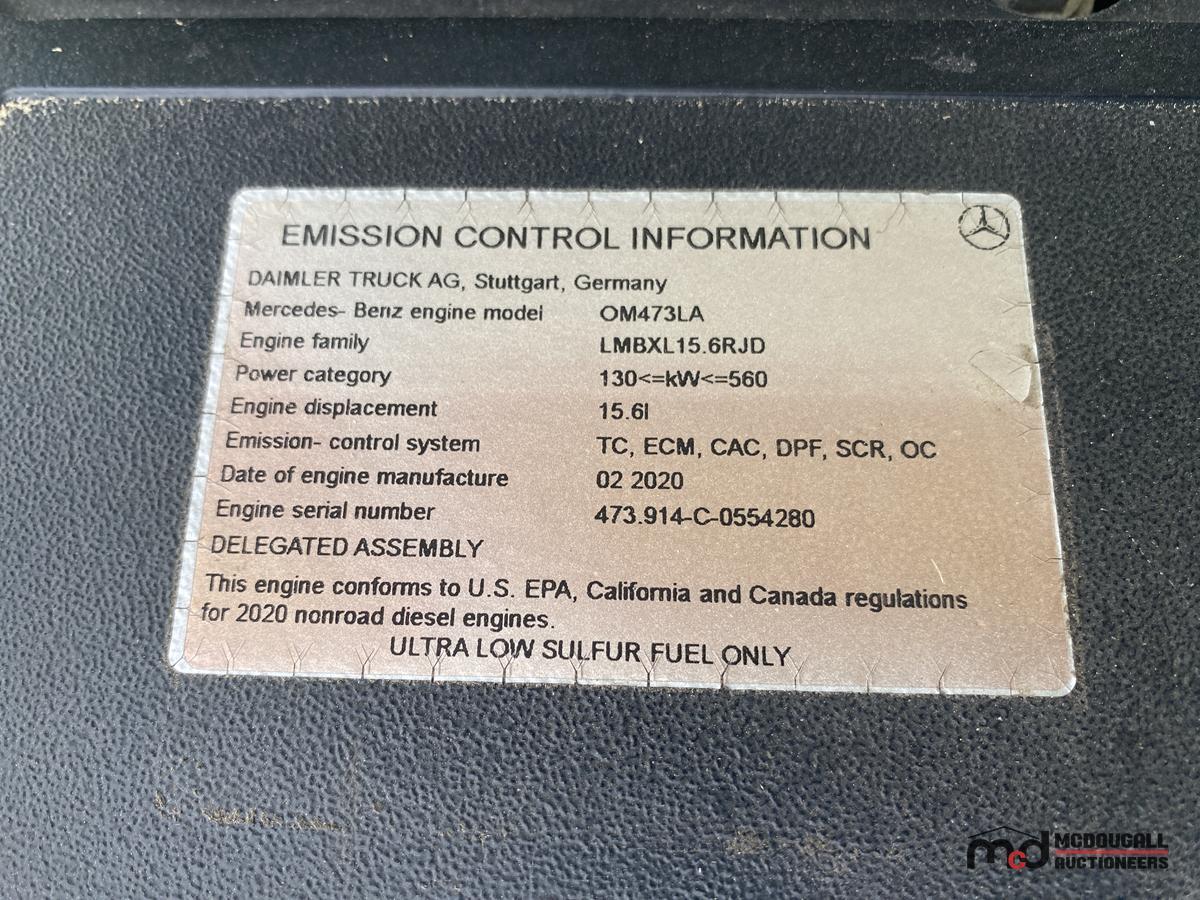 EMISSION CONTROL INFORMATION
DAIMLER TRUCK AG, Stuttgart, Germany
Mercedes- Benz engine model OM473LA
Engine family LMBXL15.6RJD
Power category 130<=kW<=560
Engine displacement 15.6l
Emission- control system TC, ECM, CAC, DPF, SCR, OC
Date of engine manufacture 02 2020
Engine serial number 473.914-C-0554280
DELEGATED ASSEMBLY
This engine conforms to U.S. EPA, California and Canada regulations
for 2020 nonroad diesel engines.
ULTRA LOW SULFUR FUEL ONLY
mcd MCDOUGALL
AUCTIONEERS